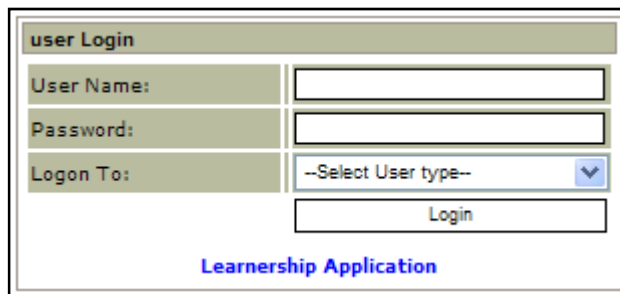 user Login
User Name:
Password:
Logon To: --Select User type--
Login
Learnership Application